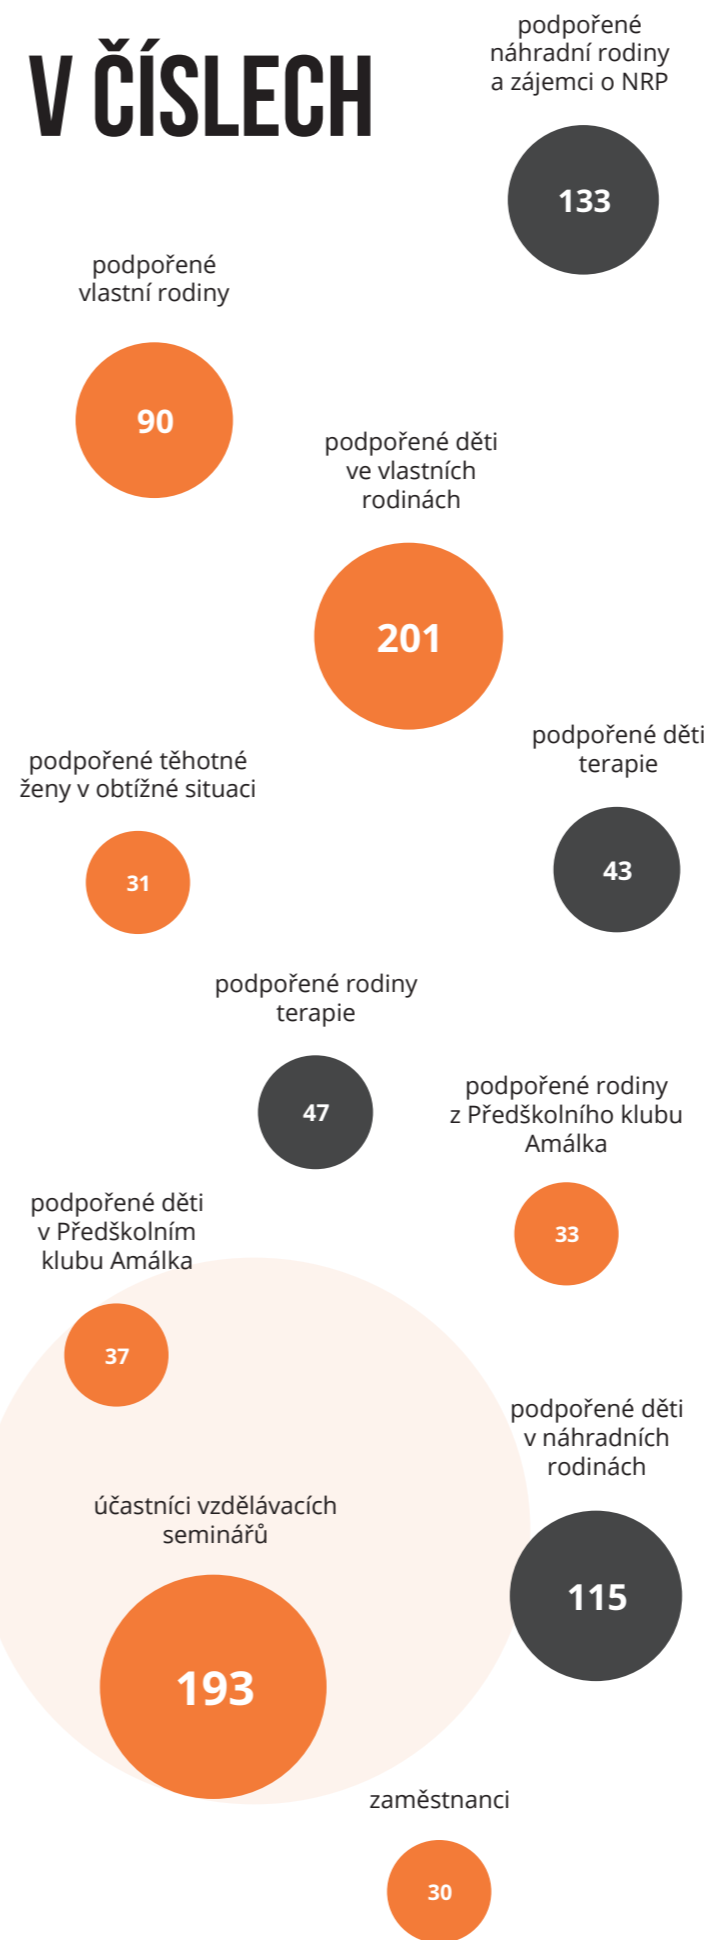 V ČÍSLECH
podpořené
náhradní rodiny
a zájemci o NRP
133
podpořené
vlastní rodiny
90
podpořené děti
ve vlastních
rodinách
201
podpořené těhotné
ženy v obtížné situaci
31
podpořené děti
terapie
43
podpořené rodiny
terapie
47
podpořené rodiny
z Předškolního klubu
Amálka
33
podpořené děti
v Předškolním
klubu Amálka
37
podpořené děti
v náhradních
rodinách
115
účastníci vzdělávacích
seminářů
193
zaměstnanci
30